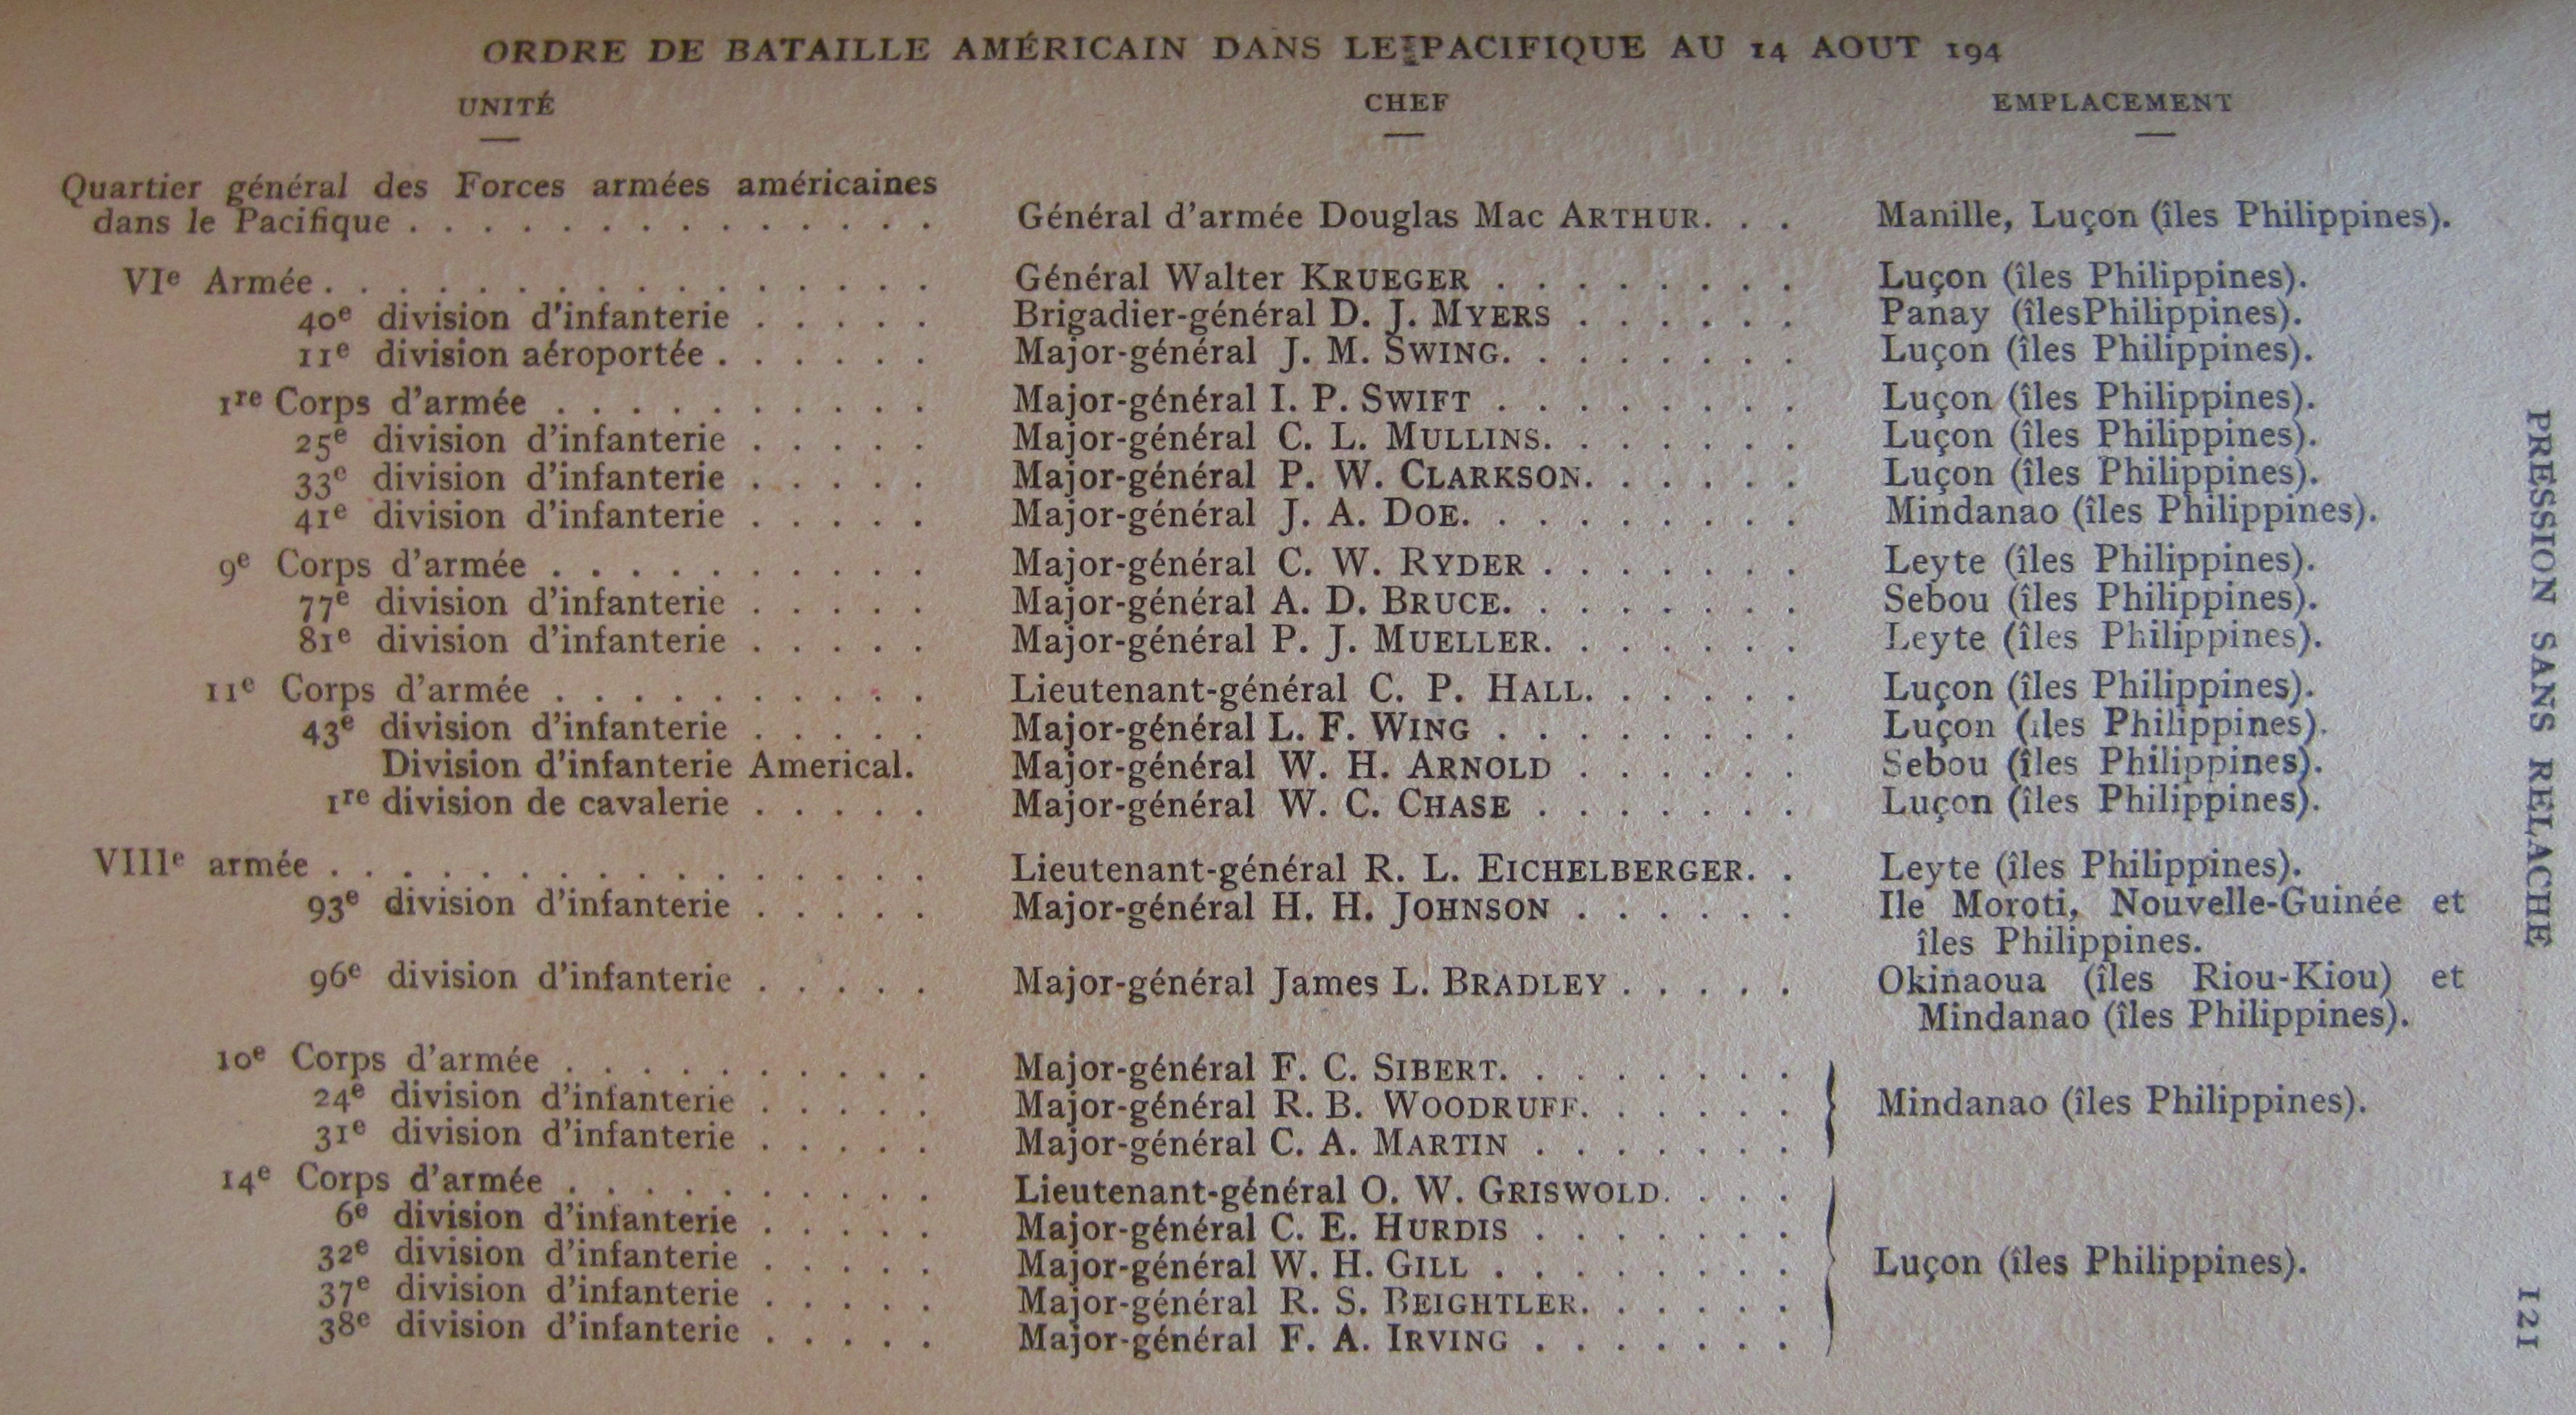 ORDRE DE BATAILLE AMÉRICAIN DANS LE PACIFIQUE AU 14 AOUT 194
UNITÉ CHEF EMPLACEMENT
Quartier général des Forces armées américaines
dans le Pacifique . . . . . . . . . . . . . . Général d'armée Douglas Mac ARTHUR. . . Manille, Luçon (îles Philippines).
VIe Armée. . . . . . . . . . . . . . . . Général Walter KRUEGER . . . . . . . . Luçon (îles Philippines).
40e division d'infanterie . . . . . Brigadier-général D. J. MYERS . . . . . . Panay (îlesPhilippines).
11e division aéroportée . . . . . . Major-général J. M. SWING. . . . . . . . Luçon (îles Philippines).
1re Corps d'armée . . . . . . . . . . Major-général I. P. SWIFT . . . . . . . . Luçon (îles Philippines).
25e division d'infanterie . . . . . Major-général C. L. MULLINS. . . . . . . Luçon (îles Philippines).
33e division d'infanterie . . . . . Major-général P. W. CLARKSON. . . . . . Luçon (îles Philippines).
41e division d'infanterie . . . . . Major-général J. A. DOE. . . . . . . . . Mindanao (îles Philippines).
9e Corps d'armée . . . . . . . . . . Major-général C. W. RYDER . . . . . . . Leyte (îles Philippines).
77e division d'infanterie . . . . . Major-général A. D. BRUCE. . . . . . . . Sebou (îles Philippines).
81e division d'infanterie . . . . . Major-général P. J. MUELLER. . . . . . . Leyte (îles Philippines).
11e Corps d'armée . . . . . . . . . . Lieutenant-général C. P. HALL. . . . . . Luçon (îles Philippines).
43e division d'infanterie . . . . . Major-général L. F. WING . . . . . . . . Luçon (iles Philippines).
Division d'infanterie Americal. Major-général W. H. ARNOLD . . . . . . Sebou (îles Philippines).
1re division de cavalerie . . . . . Major-général W. C. CHASE . . . . . . . Luçon (îles Philippines).
VIIIe armée . . . . . . . . . . . . . . . . Lieutenant-général R. L. EICHELBERGER. . Leyte (îles Philippines).
93e division d'infanterie . . . . . Major-général H. H. JOHNSON . . . . . . Ile Moroti, Nouvelle-Guinée et
îles Philippines.
96e division d'infanterie . . . . . Major-général James L. BRADLEY . . . . . Okinaoua (îles Riou-Kiou) et
Mindanao (îles Philippines).
10e Corps d'armée . . . . . . . . . . Major-général F. C. SIBERT. . . . . . . .
24e division d'infanterie . . . . . Major-général R. B. WOODRUFF. . . . . . Mindanao (îles Philippines).
31e division d'infanterie . . . . . Major-général C. A. MARTIN . . . . . . .
14e Corps d'armée . . . . . . . . . . Lieutenant-général O. W. GRISWOLD. . . .
6e division d'infanterie . . . . . Major-général C. E. HURDIS . . . . . . .
32e division d'infanterie . . . . . Major-général W. H. GILL . . . . . . . . Luçon (îles Philippines).
37e division d'infanterie . . . . . Major-général R. S. BEIGHTLER. . . . . .
38e division d'infanterie . . . . . Major-général F. A. IRVING . . . . . . .
PRESSION SANS RELACHE
121